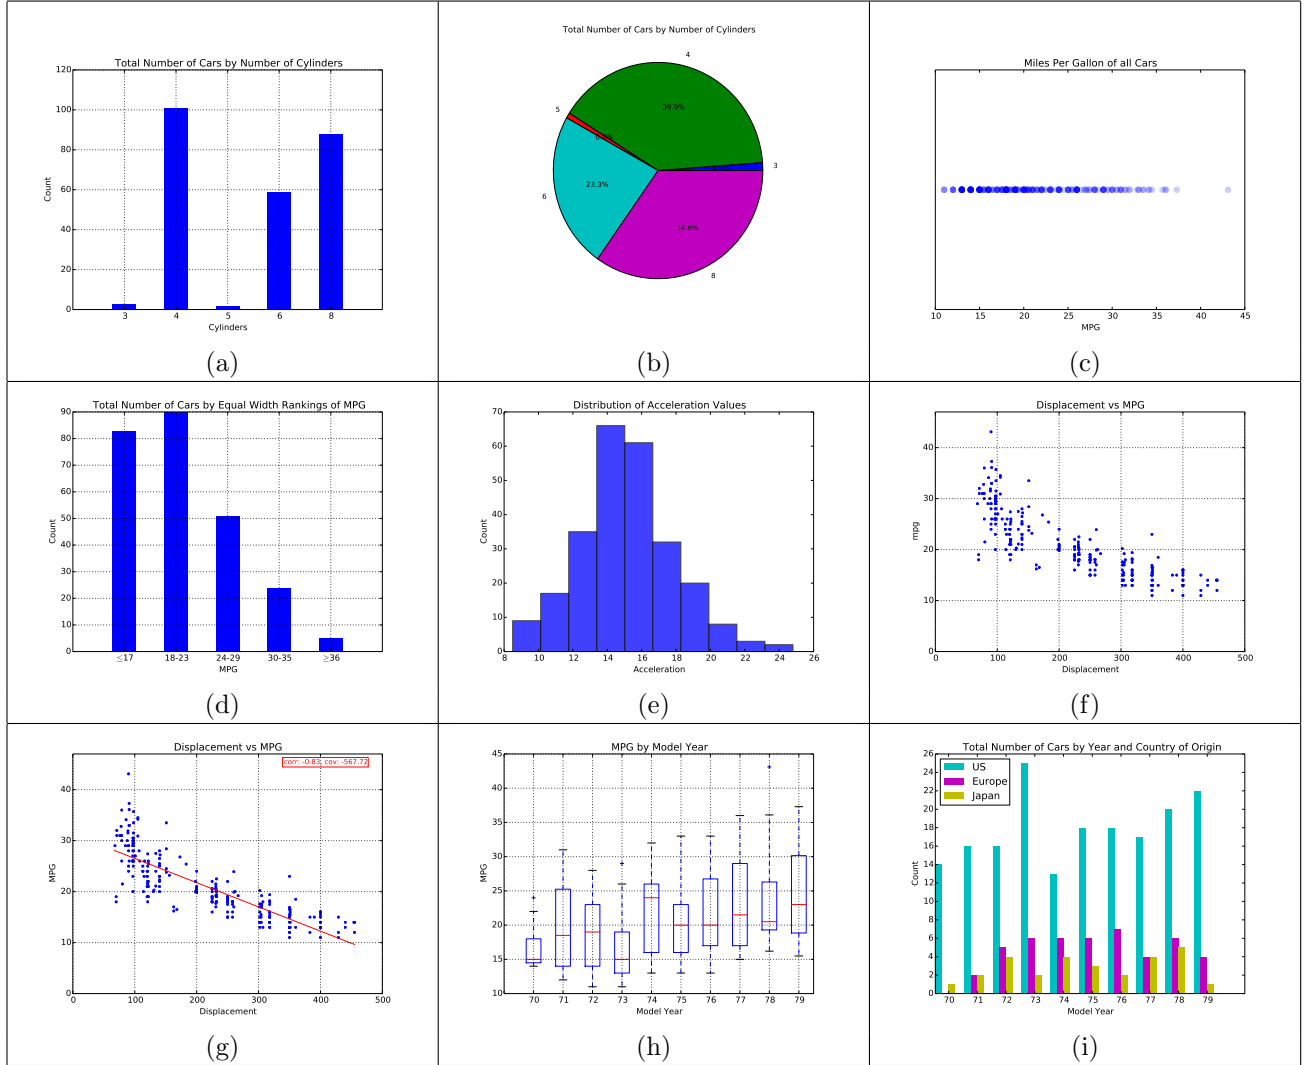 Total Number of Cars by Number of Cylinders
120
100
80
60
40
20
0
Count
3 4 5 6 8
Cylinders
(a)
Total Number of Cars by Number of Cylinders
4
39.9%
5
3
6
23.3%
34.8%
8
(b)
Miles Per Gallon of all Cars
10 15 20 25 30 35 40 45
MPG
(c)
Total Number of Cars by Equal Width Rankings of MPG
90
80
70
60
50
40
30
20
10
0
Count
≤17 18-23 24-29 30-35 ≥36
MPG
(d)
Distribution of Acceleration Values
70
60
50
40
30
20
10
0
Count
8 10 12 14 16 18 20 22 24 26
Acceleration
(e)
Displacement vs MPG
40
30
20
10
0
mpg
0 100 200 300 400 500
Displacement
(f)
Displacement vs MPG
corr: -0.83; cov: -567.72
40
30
20
10
0
MPG
0 100 200 300 400 500
Displacement
(g)
MPG by Model Year
45
40
35
30
25
20
15
10
MPG
70 71 72 73 74 75 76 77 78 79
Model Year
(h)
Total Number of Cars by Year and Country of Origin
US
Europe
Japan
26
24
22
20
18
16
14
12
10
8
6
4
2
0
Count
70 71 72 73 74 75 76 77 78 79
Model Year
(i)